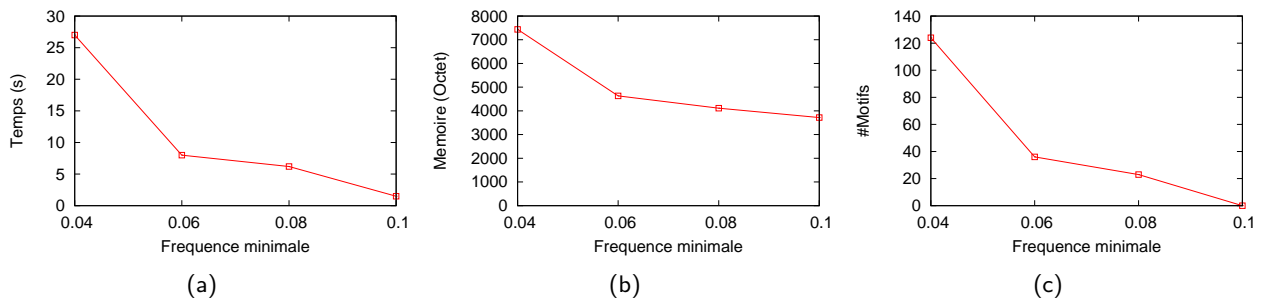 30
25
20
15
10
5
0
0.04 0.06 0.08 0.1
Temps (s)
Frequence minimale
(a)
8000
7000
6000
5000
4000
3000
2000
1000
0
0.04 0.06 0.08 0.1
Memoire (Octet)
Frequence minimale
(b)
140
120
100
80
60
40
20
0
0.04 0.06 0.08 0.1
#Motifs
Frequence minimale
(c)